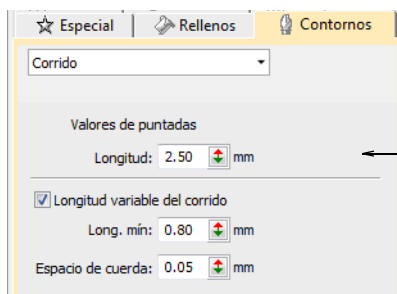 Especial Rellenos Contornos
Corrido
Valores de puntadas
Longitud: 2.50 mm
Longitud variable del corrido
Long. mín: 0.80 mm
Espacio de cuerda: 0.05 mm